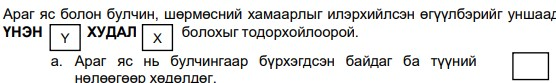 Араг яс болон булчин, шөрмөсний хамаарлыг илэрхийлсэн өгүүлбэрийг уншаад
ҮНЭН Y ХУДАЛ X болохыг тодорхойлоорой.
a. Араг яс нь булчингаар бүрхэгдсэн байдаг ба түүний
нөлөөгөөр хөдөлдөг.